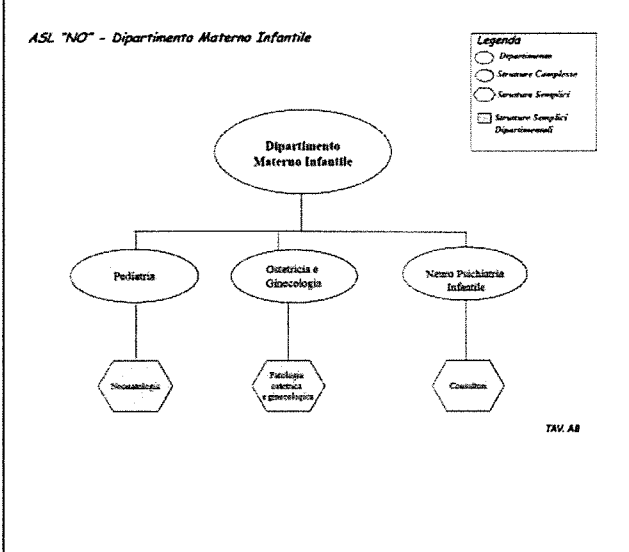 ASL "NO" - Dipartimento Materno Infantile
Legenda
Dipartimento
Strutture Complesse
Strutture Semplici
Strutture Semplici
Dipartimentali
Dipartimento
Materno Infantile
Pediatria
Ostetricia e
Ginecologia
Neuro Psichiatria
Infantile
Neonatologia
Patologia
ostetrica
e ginecologica
Consultori
TAV. A8